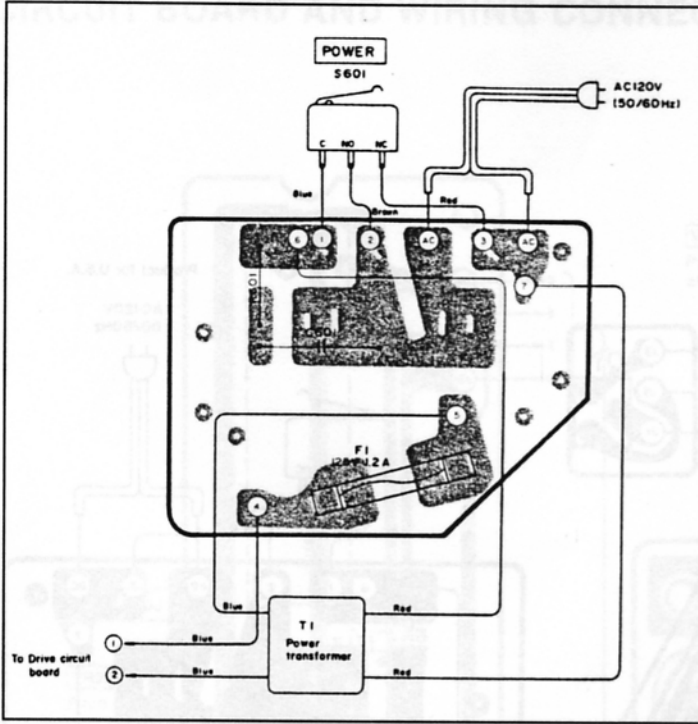 POWER
S601
AC120V
(50/60Hz)
C NO NC
Blue
Brown
Red
6 1 2 AC 3 AC
7
C601
5
F1
4
Blue
Red
T1
Power
transformer
1
Blue
To Drive circuit
board
2
Blue
Red